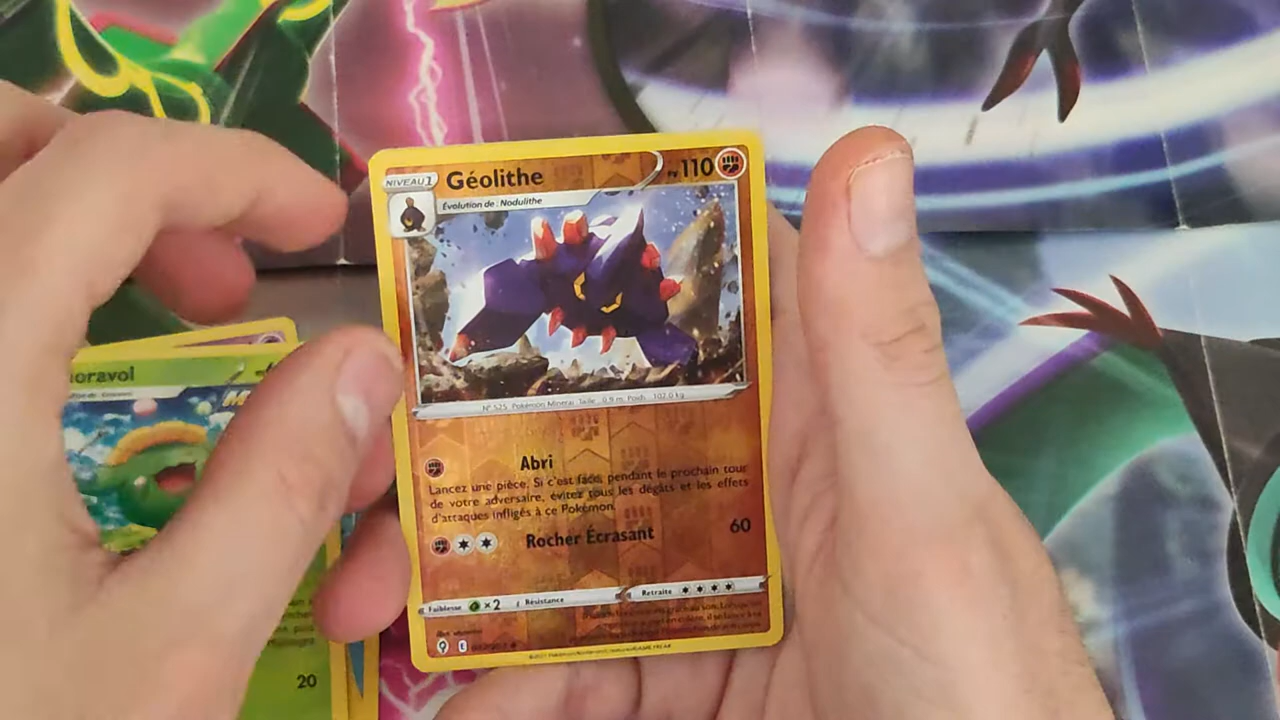 NIVEAU 1
Géolithe
PV 110
Évolution de : Nodulithe
N° 525 Pokémon Minéral Taille : 0,9 m Poids : 102,0 kg
Abri
Lancez une pièce. Si c'est face, pendant le prochain tour
de votre adversaire, évitez tous les dégâts et les effets
d'attaques infligés à ce Pokémon.
Rocher Écrasant 60
Faiblesse ×2 Résistance Retraite
E
oravol
20